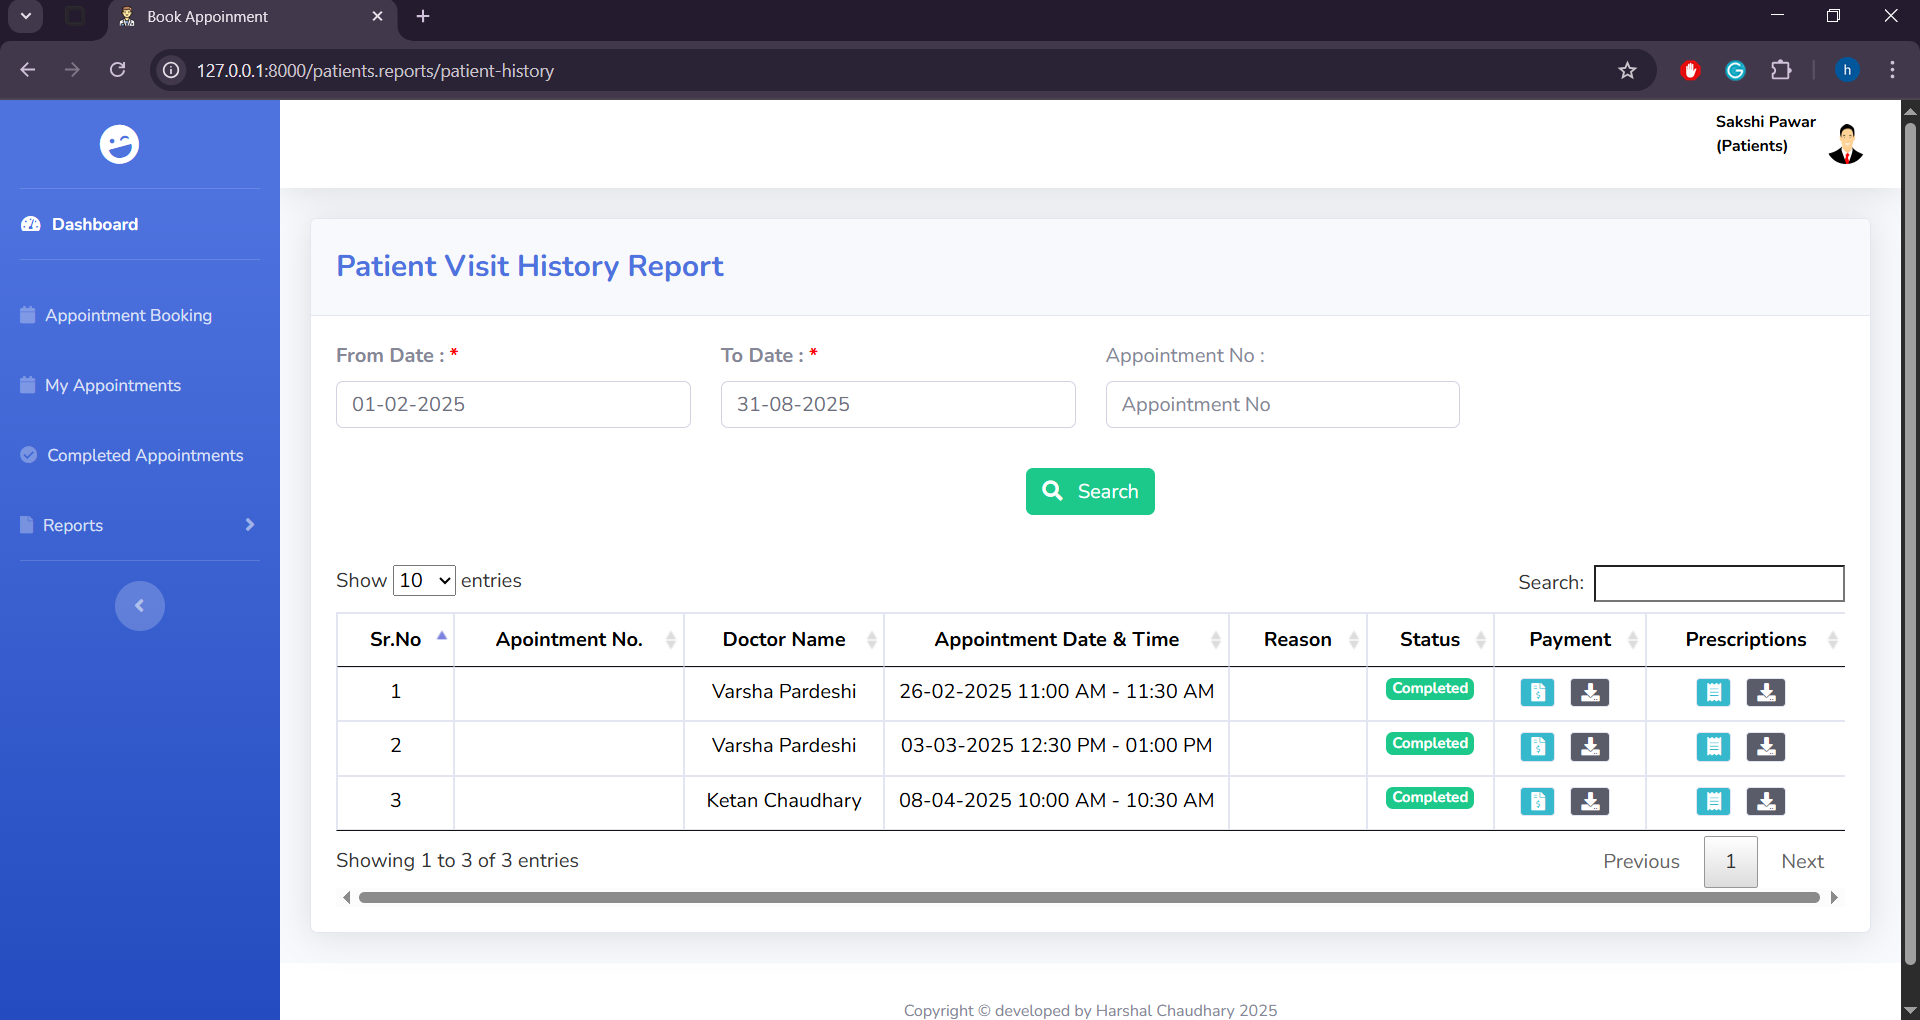 Book Appoinment
127.0.0.1:8000/patients.reports/patient-history
h
Sakshi Pawar
(Patients)
Dashboard
Appointment Booking
My Appointments
Completed Appointments
Reports
Patient Visit History Report
From Date : * To Date : * Appointment No :
01-02-2025 31-08-2025 Appointment No
Search
Show 10 entries Search:
Sr.No Apointment No. Doctor Name Appointment Date & Time Reason Status Payment Prescriptions
1 Varsha Pardeshi 26-02-2025 11:00 AM - 11:30 AM Completed
2 Varsha Pardeshi 03-03-2025 12:30 PM - 01:00 PM Completed
3 Ketan Chaudhary 08-04-2025 10:00 AM - 10:30 AM Completed
Showing 1 to 3 of 3 entries Previous 1 Next
Copyright © developed by Harshal Chaudhary 2025